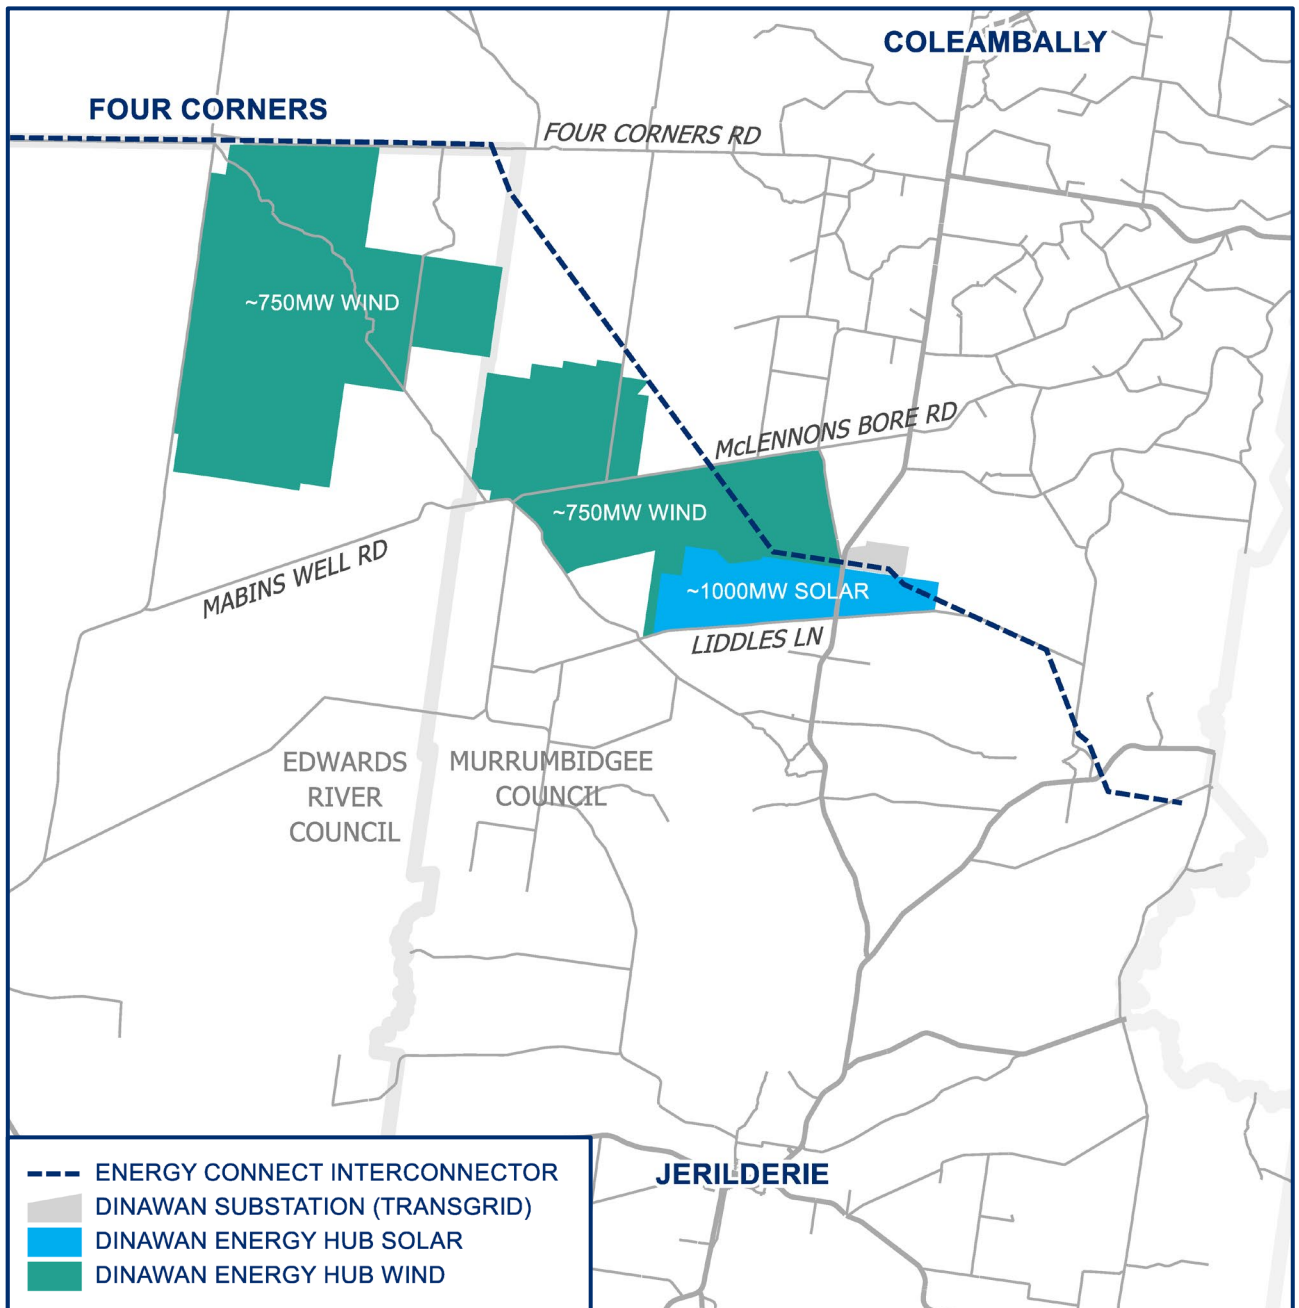 COLEAMBALLY
FOUR CORNERS
FOUR CORNERS RD
~750MW WIND
McLENNONS BORE RD
~750MW WIND
MABINS WELL RD
~1000MW SOLAR
LIDDLES LN
EDWARDS
RIVER
COUNCIL
MURRUMBIDGEE
COUNCIL
JERILDERIE
ENERGY CONNECT INTERCONNECTOR
DINAWAN SUBSTATION (TRANSGRID)
DINAWAN ENERGY HUB SOLAR
DINAWAN ENERGY HUB WIND